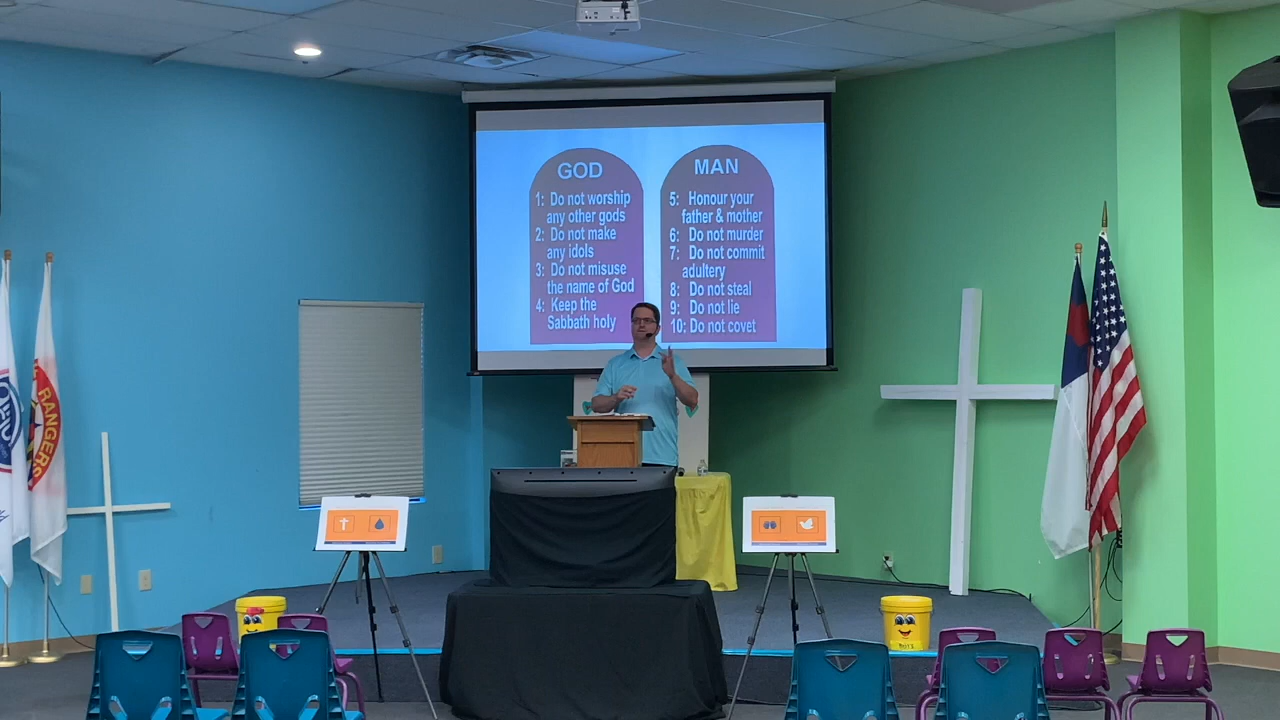 GOD
1: Do not worship
any other gods
2: Do not make
any idols
3: Do not misuse
the name of God
4: Keep the
Sabbath holy
MAN
5: Honour your
father & mother
6: Do not murder
7: Do not commit
adultery
8: Do not steal
9: Do not lie
10: Do not covet
RANGERS